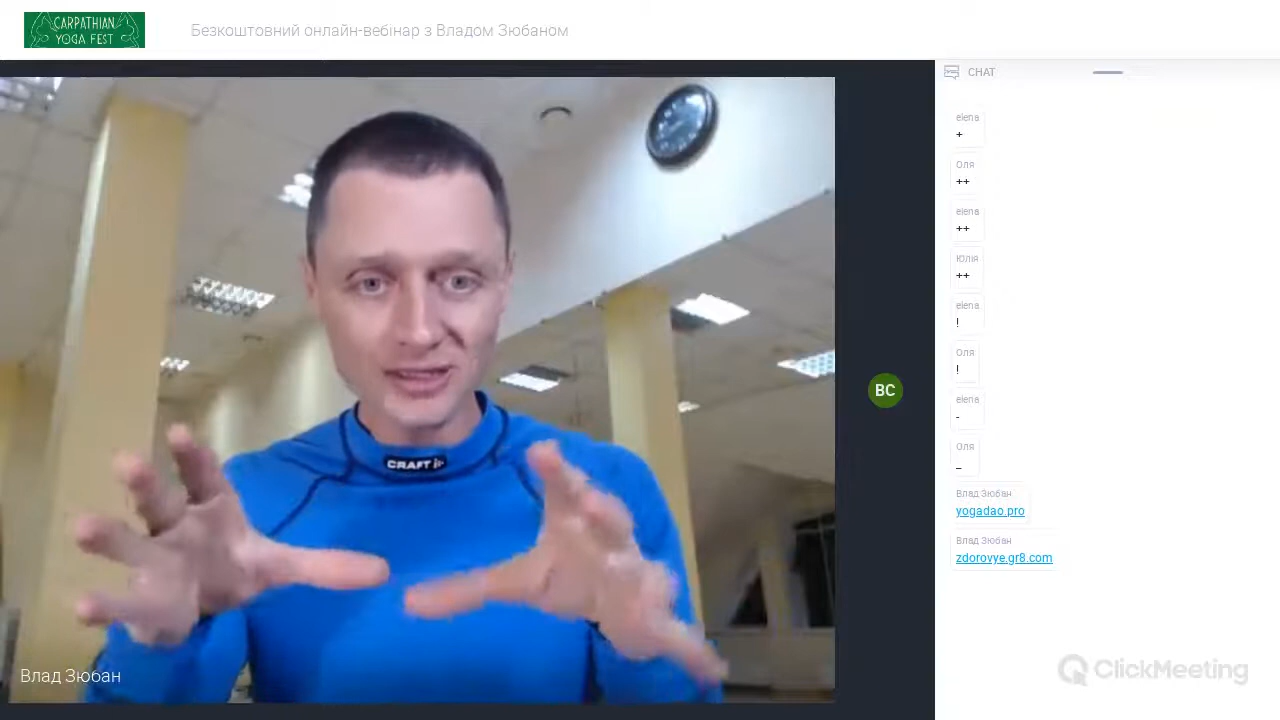 CARPATHIAN
YOGA FEST
Безкоштовний онлайн-вебінар з Владом Зюбаном
CHAT
elena
+
Оля
++
elena
++
Юлія
++
elena
!
Оля
!
elena
-
Оля
_
Влад Зюбан
yogadao.pro
Влад Зюбан
zdorovye.gr8.com
ВС
CRAFT
Влад Зюбан
ClickMeeting